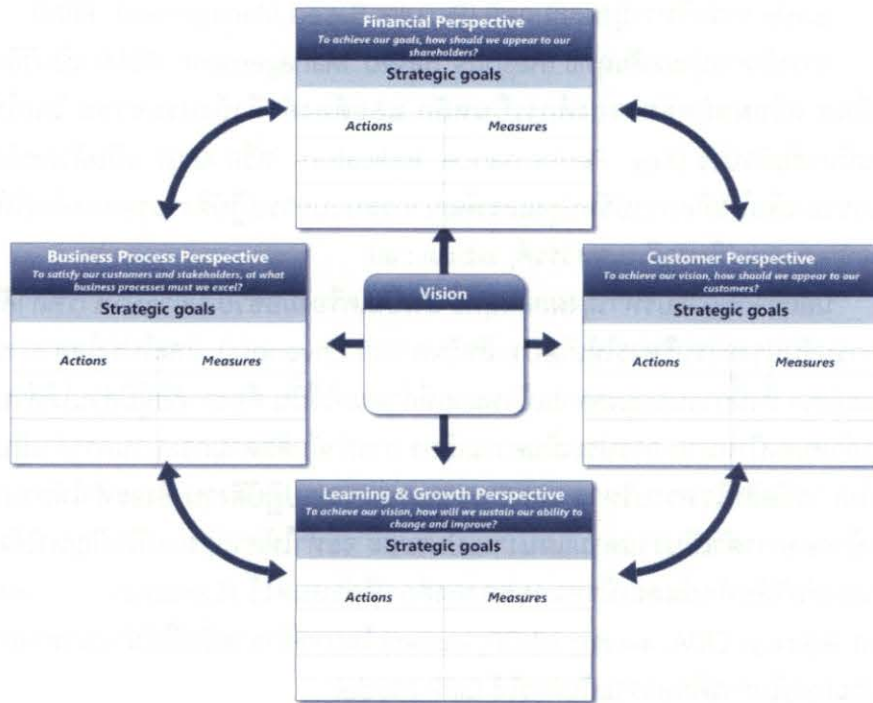 Financial Perspective
To achieve our goals, how should we appear to our
shareholders?
Strategic goals
Actions Measures
Business Process Perspective
To satisfy our customers and stakeholders, at what
business processes must we excel?
Strategic goals
Actions Measures
Vision
Customer Perspective
To achieve our vision, how should we appear to our
customers?
Strategic goals
Actions Measures
Learning & Growth Perspective
To achieve our vision, how will we sustain our ability to
change and improve?
Strategic goals
Actions Measures